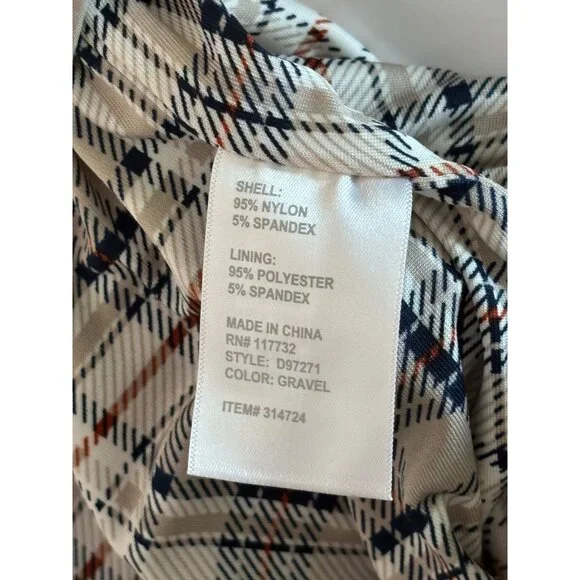 SHELL:
95% NYLON
5% SPANDEX
LINING:
95% POLYESTER
5% SPANDEX
MADE IN CHINA
RN# 117732
STYLE: D97271
COLOR: GRAVEL
ITEM# 314724